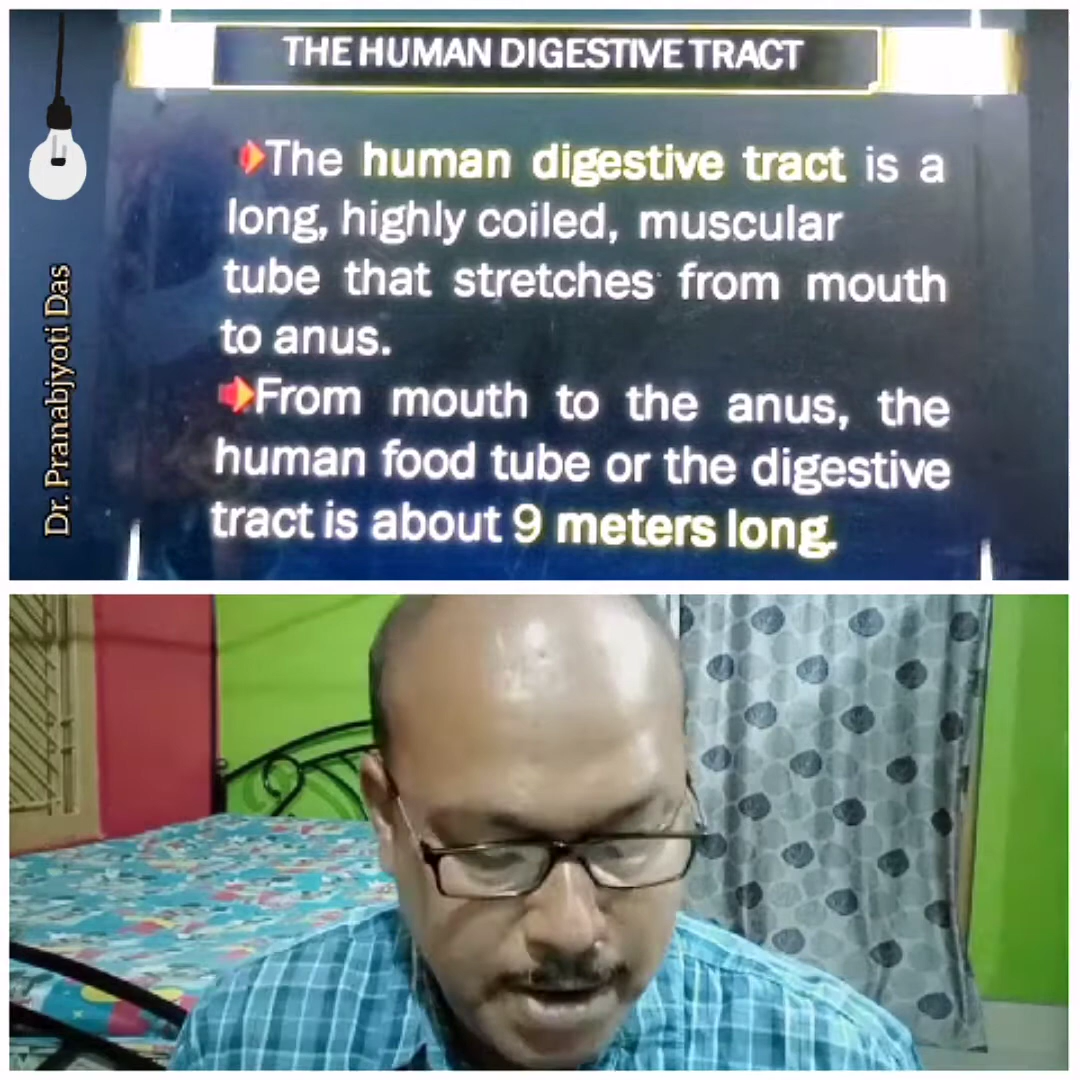 THE HUMAN DIGESTIVE TRACT
The human digestive tract is a
long, highly coiled, muscular
tube that stretches from mouth
to anus.
From mouth to the anus, the
human food tube or the digestive
tract is about 9 meters long.
Dr. Pranabjyoti Das